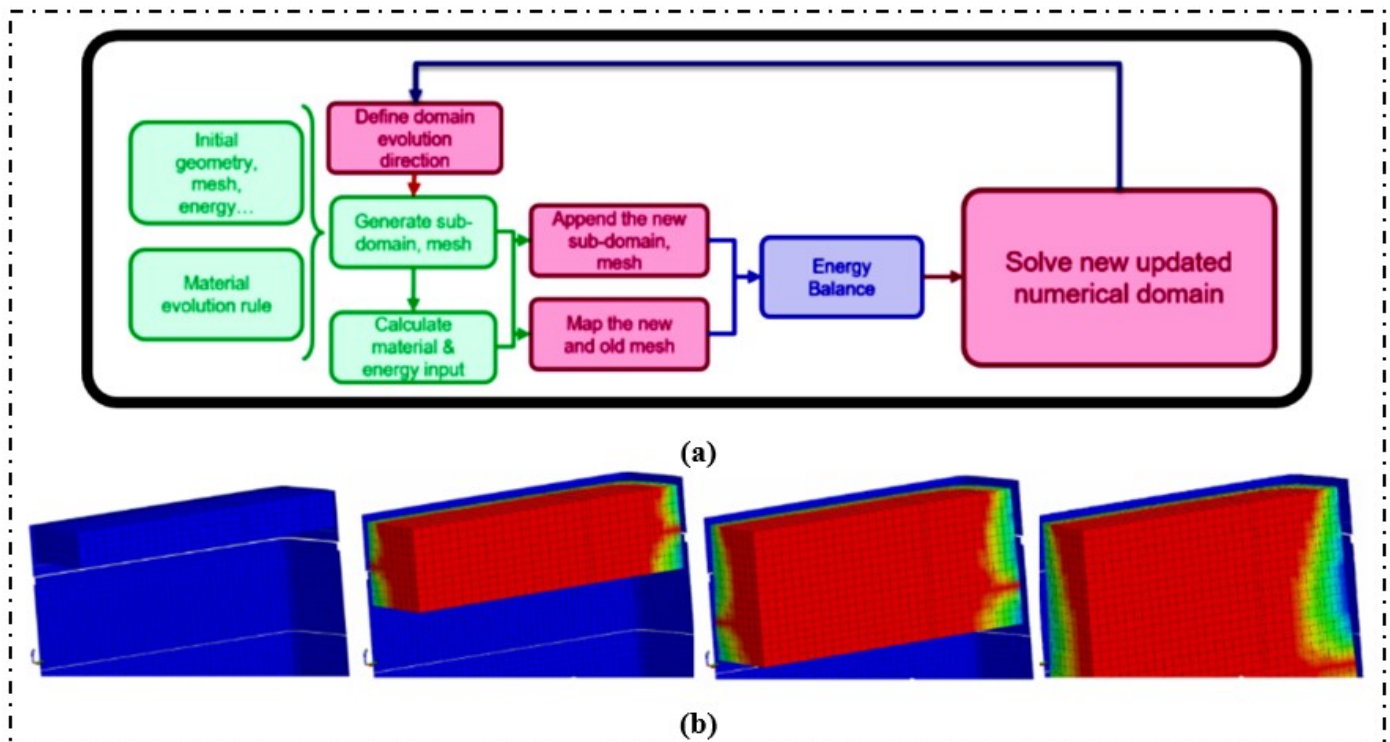 Initial
geometry,
mesh,
energy...
Material
evolution rule
Define domain
evolution
direction
Generate sub-
domain, mesh
Calculate
material &
energy input
Append the new
sub-domain,
mesh
Map the new
and old mesh
Energy
Balance
Solve new updated
numerical domain
(a)
(b)